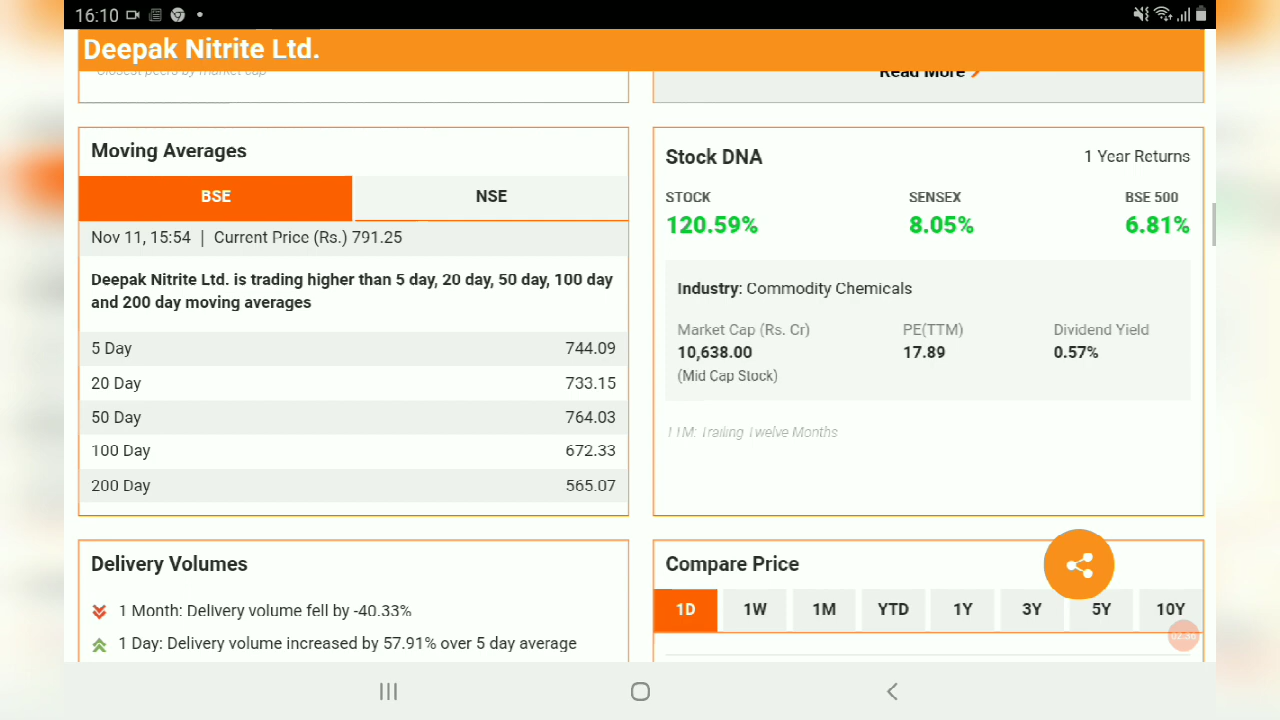 16:10
Deepak Nitrite Ltd.
Closest peers by market cap
Read More
Moving Averages
BSE
NSE
Nov 11, 15:54 | Current Price (Rs.) 791.25
Deepak Nitrite Ltd. is trading higher than 5 day, 20 day, 50 day, 100 day
and 200 day moving averages
5 Day 744.09
20 Day 733.15
50 Day 764.03
100 Day 672.33
200 Day 565.07
Stock DNA
1 Year Returns
STOCK SENSEX BSE 500
120.59% 8.05% 6.81%
Industry: Commodity Chemicals
Market Cap (Rs. Cr) PE(TTM) Dividend Yield
10,638.00 17.89 0.57%
(Mid Cap Stock)
TTM: Trailing Twelve Months
Delivery Volumes
1 Month: Delivery volume fell by -40.33%
1 Day: Delivery volume increased by 57.91% over 5 day average
Compare Price
1D 1W 1M YTD 1Y 3Y 5Y 10Y